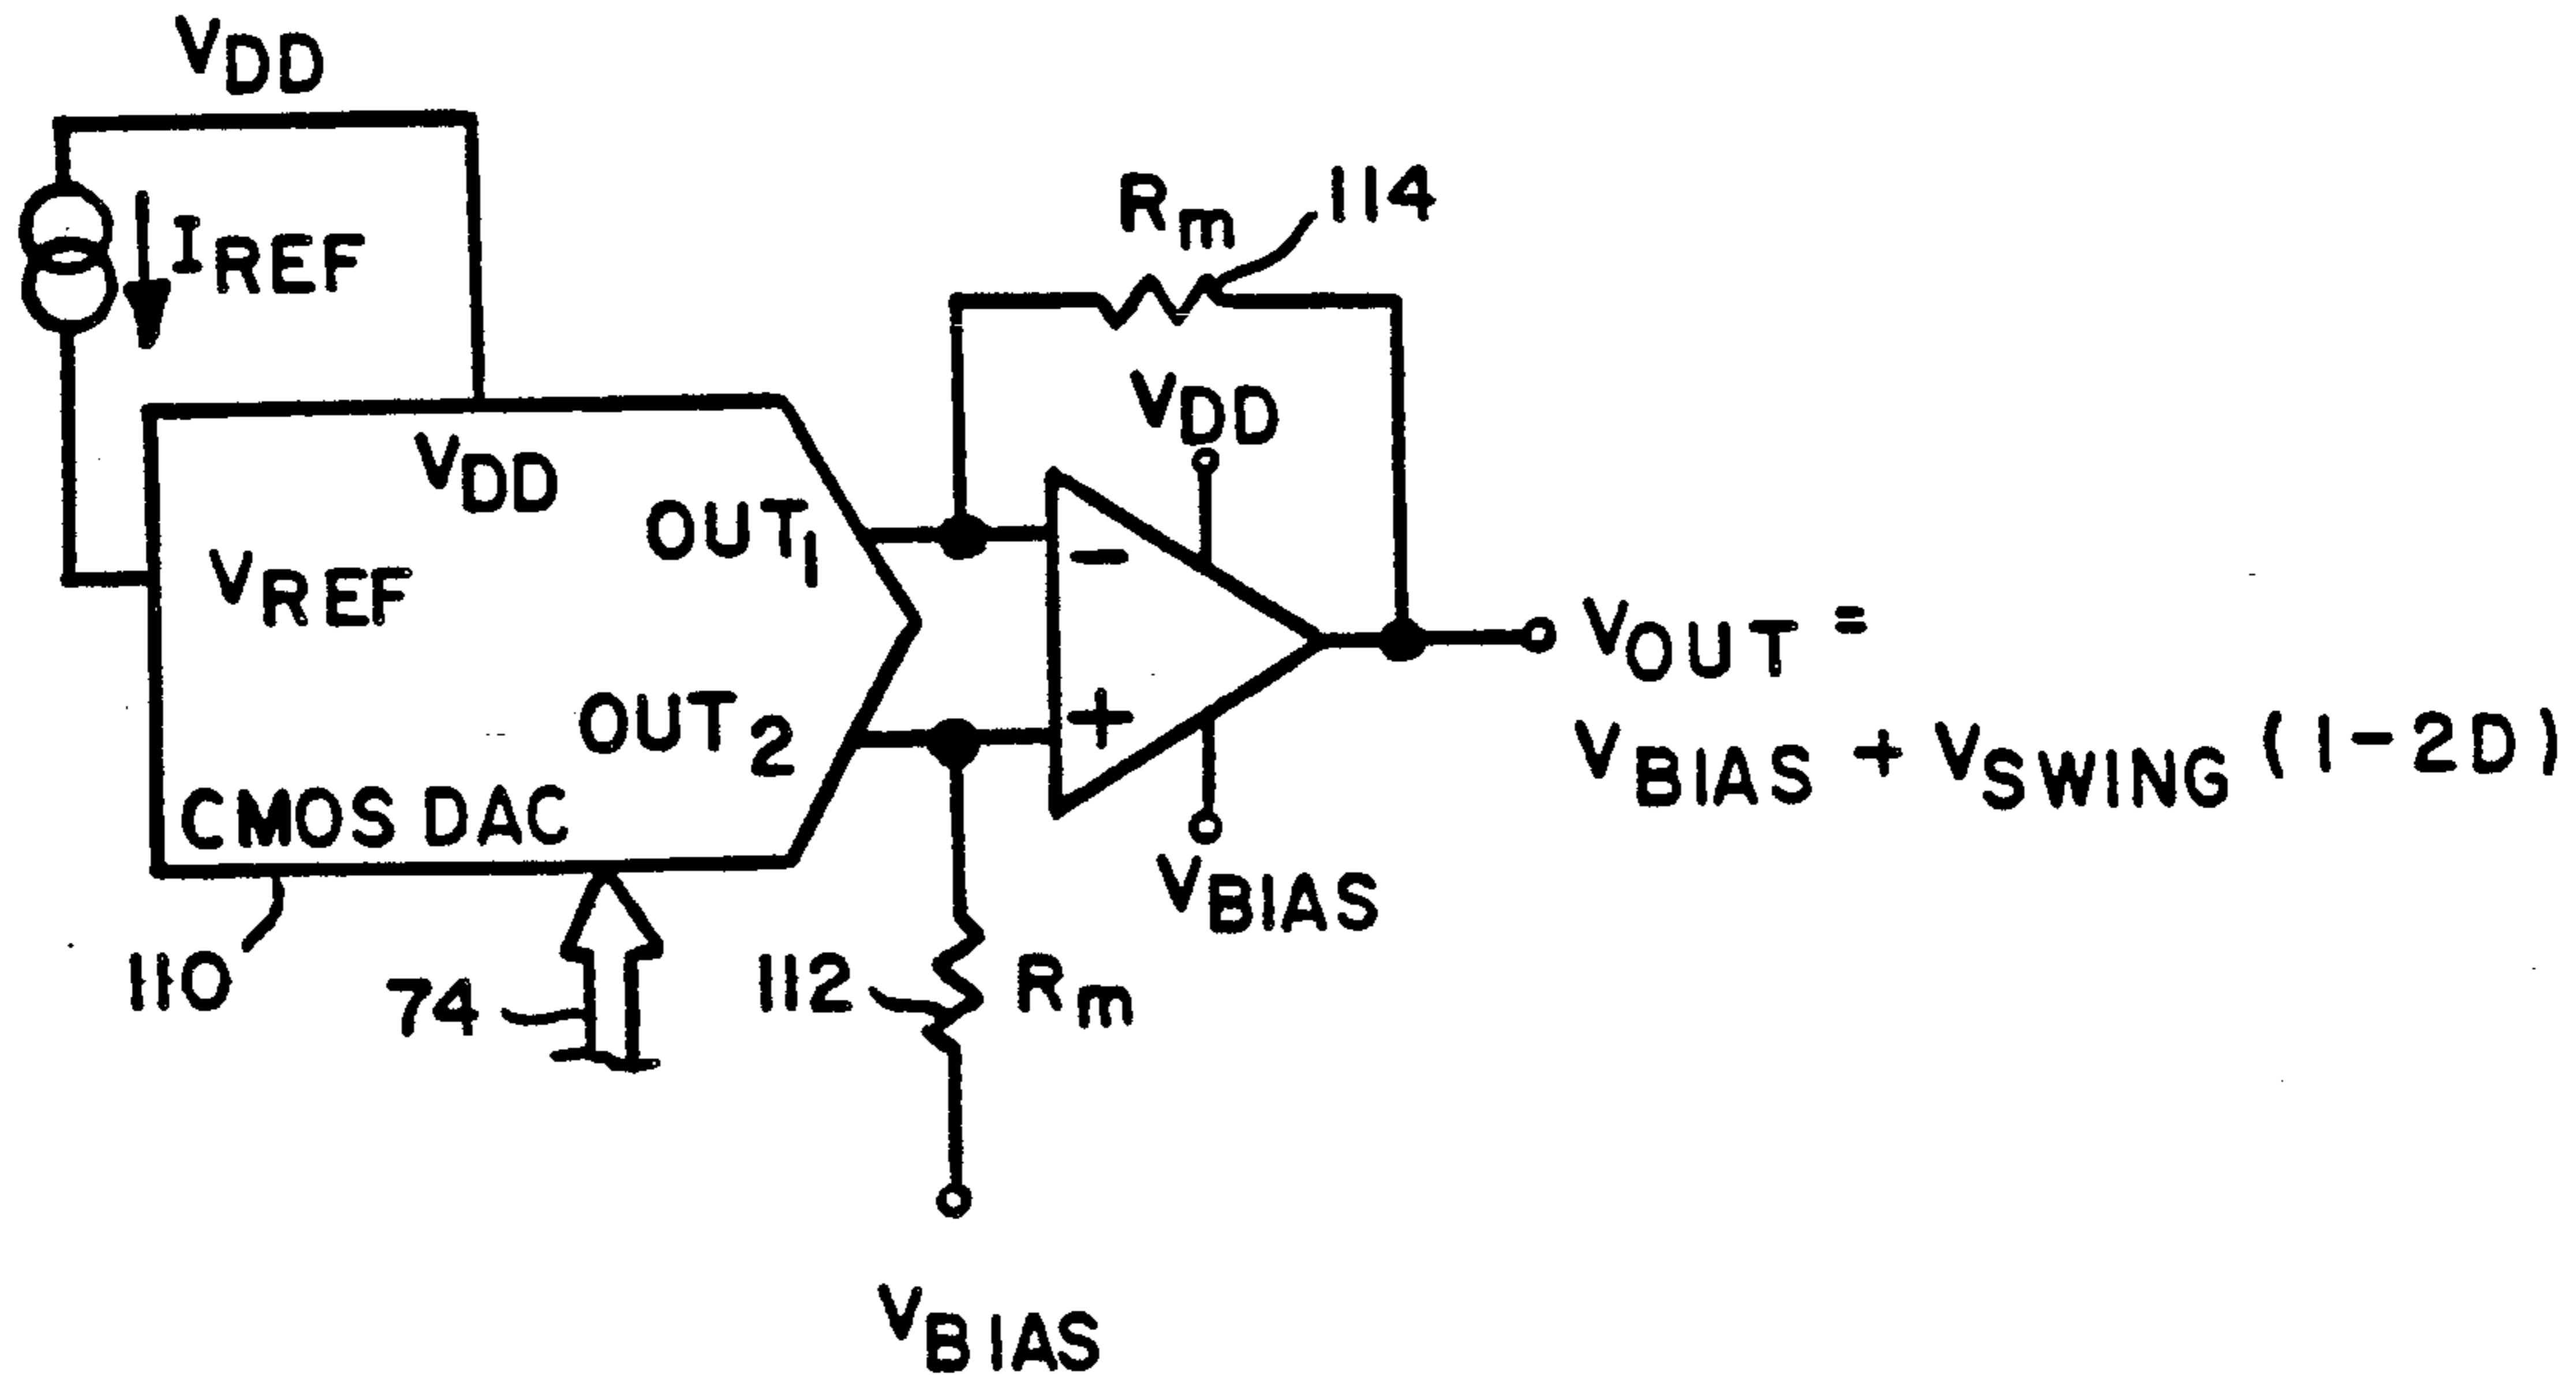 VDD
IREF
Rm
114
VDD
VDD
OUT1
-
VREF
VOUT =
OUT2
+
VBIAS + VSWING (1-2D)
CMOS DAC
VBIAS
110
74
112
Rm
VBIAS